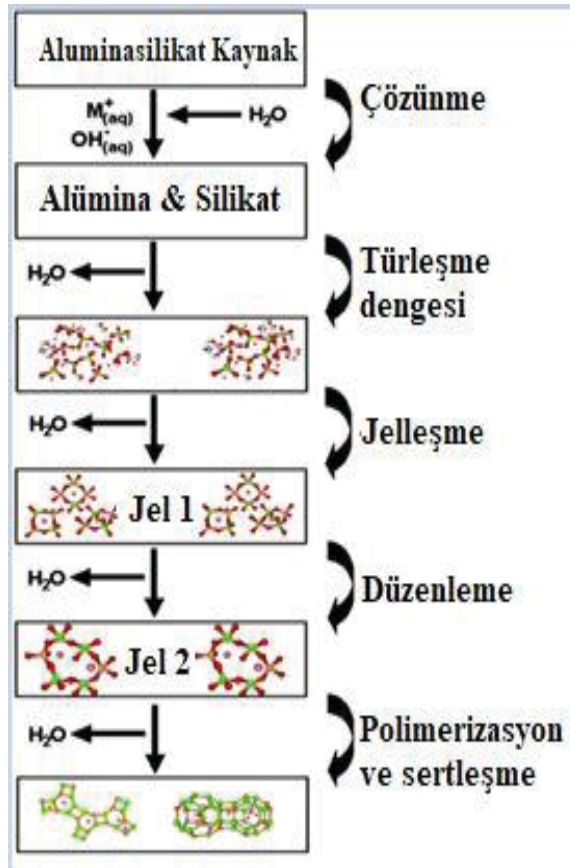 Aluminasilikat Kaynak
Çözünme
M⁺(aq)
H₂O
OH⁻(aq)
Alümina & Silikat
Türleşme
dengesi
H₂O
H₂O
Jelleşme
Jel 1
H₂O
Düzenleme
Jel 2
H₂O
Polimerizasyon
ve sertleşme